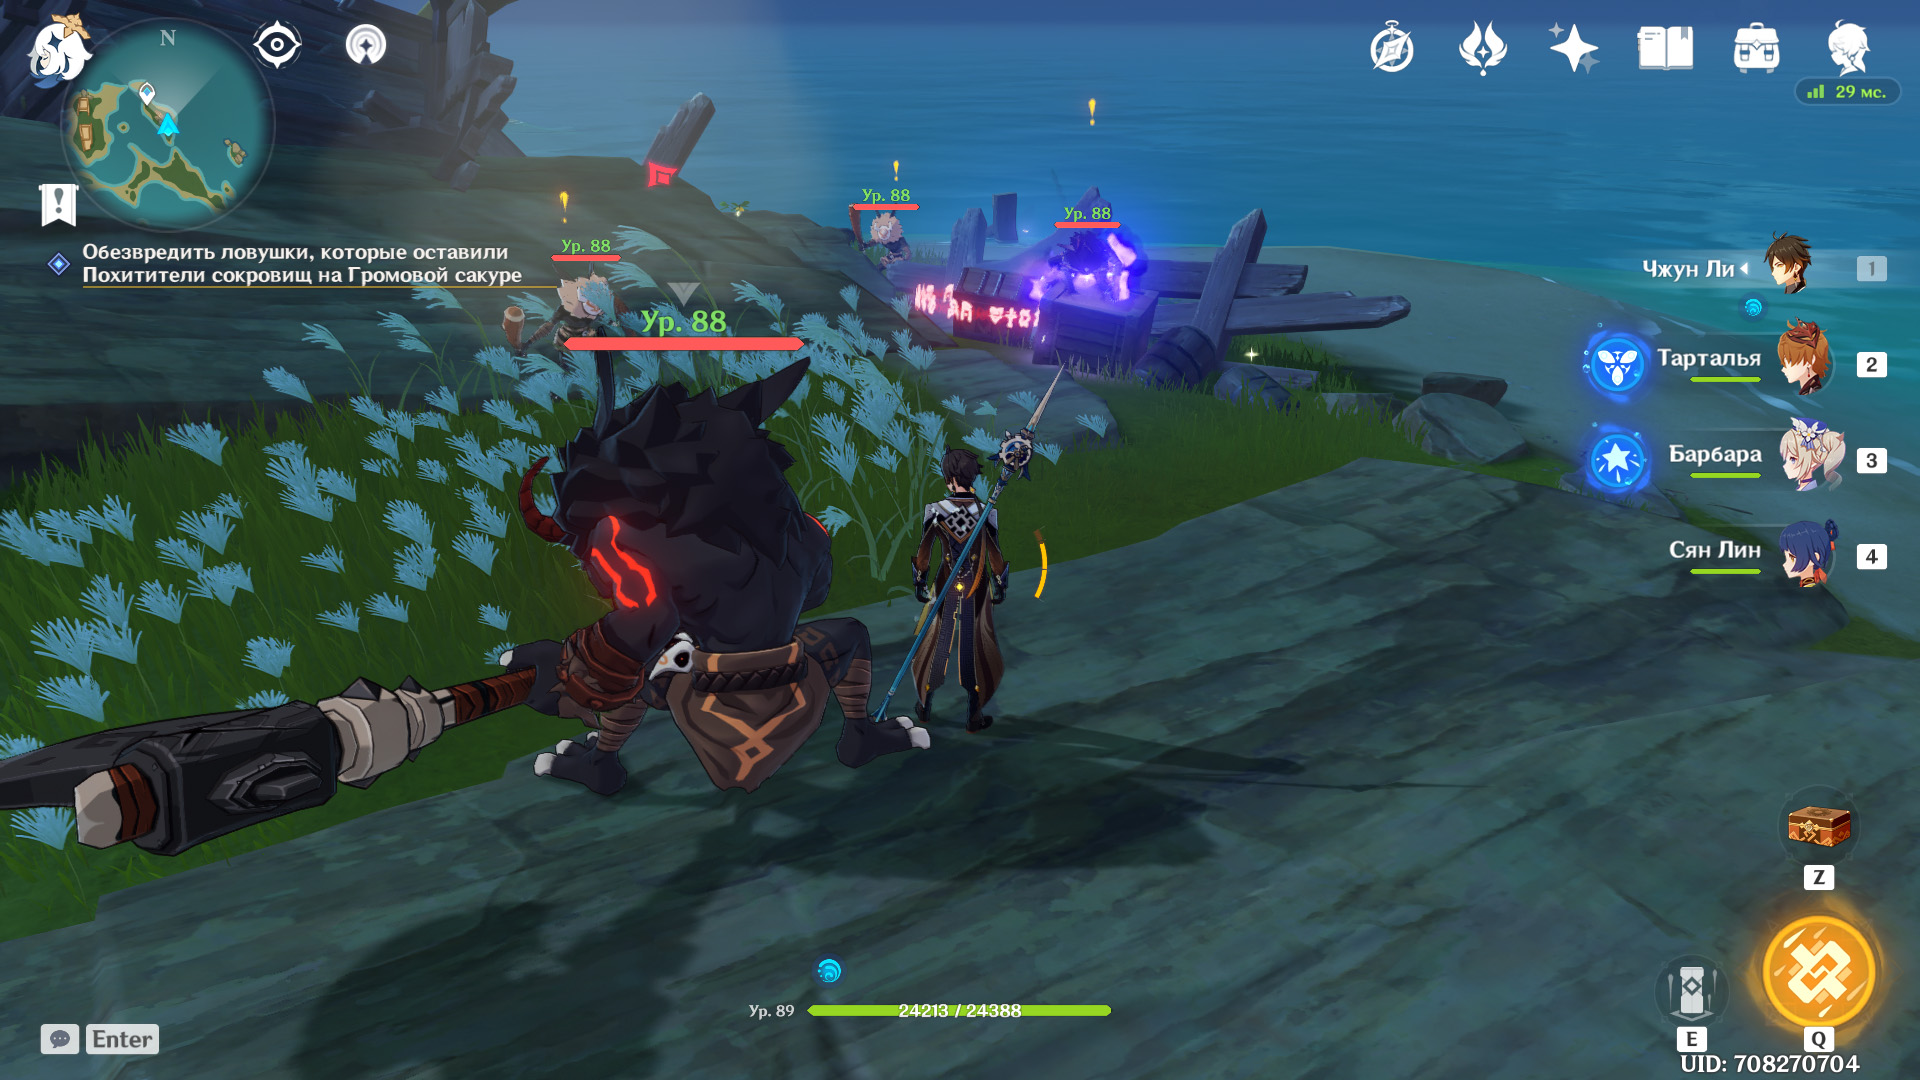 N
29 мс.
Обезвредить ловушки, которые оставили
Похитители сокровищ на Громовой сакуре
Ур. 88
Ур. 88
Ур. 88
Ур. 88
Чжун Ли
1
Тарталья
2
Барбара
3
Сян Лин
4
Z
E
Q
Ур. 89
24213 / 24388
Enter
UID: 708270704